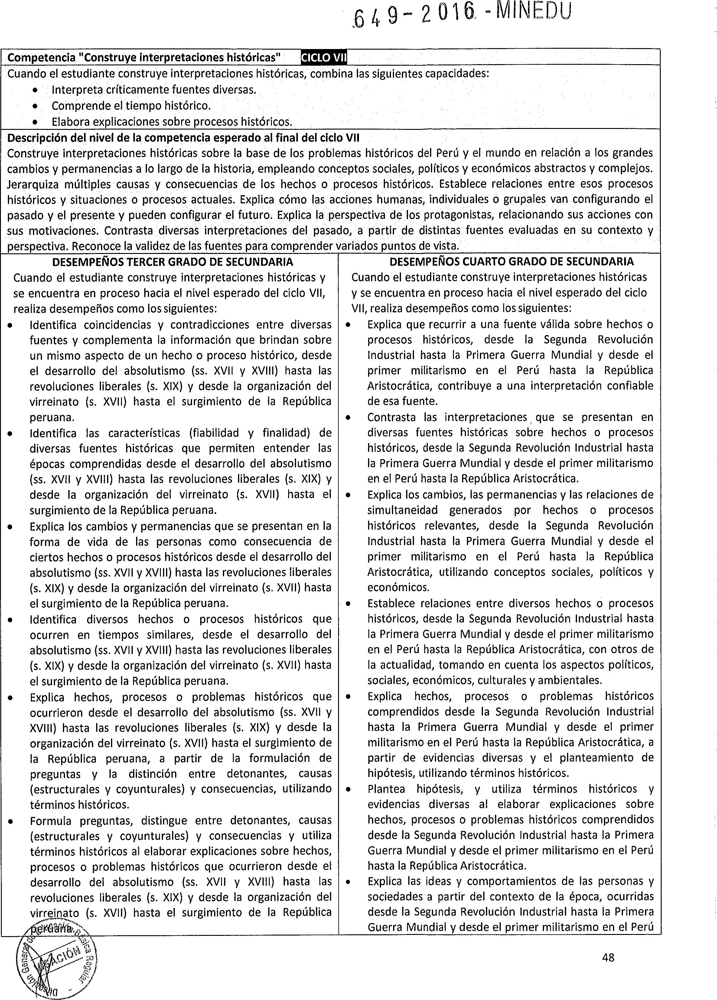 649-2016.-MINEDU
Competencia "Construye interpretaciones históricas" CICLO VII
Cuando el estudiante construye interpretaciones históricas, combina las siguientes capacidades:
• Interpreta críticamente fuentes diversas.
• Comprende el tiempo histórico.
• Elabora explicaciones sobre procesos históricos.
Descripción del nivel de la competencia esperado al final del ciclo VII
Construye interpretaciones históricas sobre la base de los problemas históricos del Perú y el mundo en relación a los grandes
cambios y permanencias a lo largo de la historia, empleando conceptos sociales, políticos y económicos abstractos y complejos.
Jerarquiza múltiples causas y consecuencias de los hechos o procesos históricos. Establece relaciones entre esos procesos
históricos y situaciones o procesos actuales. Explica cómo las acciones humanas, individuales o grupales van configurando el
pasado y el presente y pueden configurar el futuro. Explica la perspectiva de los protagonistas, relacionando sus acciones con
sus motivaciones. Contrasta diversas interpretaciones del pasado, a partir de distintas fuentes evaluadas en su contexto y
perspectiva. Reconoce la validez de las fuentes para comprender variados puntos de vista.
DESEMPEÑOS TERCER GRADO DE SECUNDARIA
Cuando el estudiante construye interpretaciones históricas y
se encuentra en proceso hacia el nivel esperado del ciclo VII,
realiza desempeños como los siguientes:
• Identifica coincidencias y contradicciones entre diversas
fuentes y complementa la información que brindan sobre
un mismo aspecto de un hecho o proceso histórico, desde
el desarrollo del absolutismo (ss. XVII y XVIII) hasta las
revoluciones liberales (s. XIX) y desde la organización del
virreinato (s. XVII) hasta el surgimiento de la República
peruana.
• Identifica las características (fiabilidad y finalidad) de
diversas fuentes históricas que permiten entender las
épocas comprendidas desde el desarrollo del absolutismo
(ss. XVII y XVIII) hasta las revoluciones liberales (s. XIX) y
desde la organización del virreinato (s. XVII) hasta el
surgimiento de la República peruana.
• Explica los cambios y permanencias que se presentan en la
forma de vida de las personas como consecuencia de
ciertos hechos o procesos históricos desde el desarrollo del
absolutismo (ss. XVII y XVIII) hasta las revoluciones liberales
(s. XIX) y desde la organización del virreinato (s. XVII) hasta
el surgimiento de la República peruana.
• Identifica diversos hechos o procesos históricos que
ocurren en tiempos similares, desde el desarrollo del
absolutismo (ss. XVII y XVIII) hasta las revoluciones liberales
(s. XIX) y desde la organización del virreinato (s. XVII) hasta
el surgimiento de la República peruana.
• Explica hechos, procesos o problemas históricos que
ocurrieron desde el desarrollo del absolutismo (ss. XVII y
XVIII) hasta las revoluciones liberales (s. XIX) y desde la
organización del virreinato (s. XVII) hasta el surgimiento de
la República peruana, a partir de la formulación de
preguntas y la distinción entre detonantes, causas
(estructurales y coyunturales) y consecuencias, utilizando
términos históricos.
• Formula preguntas, distingue entre detonantes, causas
(estructurales y coyunturales) y consecuencias y utiliza
términos históricos al elaborar explicaciones sobre hechos,
procesos o problemas históricos que ocurrieron desde el
desarrollo del absolutismo (ss. XVII y XVIII) hasta las
revoluciones liberales (s. XIX) y desde la organización del
virreinato (s. XVII) hasta el surgimiento de la República
peruana.
DESEMPEÑOS CUARTO GRADO DE SECUNDARIA
Cuando el estudiante construye interpretaciones históricas
y se encuentra en proceso hacia el nivel esperado del ciclo
VII, realiza desempeños como los siguientes:
• Explica que recurrir a una fuente válida sobre hechos o
procesos históricos, desde la Segunda Revolución
Industrial hasta la Primera Guerra Mundial y desde el
primer militarismo en el Perú hasta la República
Aristocrática, contribuye a una interpretación confiable
de esa fuente.
• Contrasta las interpretaciones que se presentan en
diversas fuentes históricas sobre hechos o procesos
históricos, desde la Segunda Revolución Industrial hasta
la Primera Guerra Mundial y desde el primer militarismo
en el Perú hasta la República Aristocrática.
• Explica los cambios, las permanencias y las relaciones de
simultaneidad generados por hechos o procesos
históricos relevantes, desde la Segunda Revolución
Industrial hasta la Primera Guerra Mundial y desde el
primer militarismo en el Perú hasta la República
Aristocrática, utilizando conceptos sociales, políticos y
económicos.
• Establece relaciones entre diversos hechos o procesos
históricos, desde la Segunda Revolución Industrial hasta
la Primera Guerra Mundial y desde el primer militarismo
en el Perú hasta la República Aristocrática, con otros de
la actualidad, tomando en cuenta los aspectos políticos,
sociales, económicos, culturales y ambientales.
• Explica hechos, procesos o problemas históricos
comprendidos desde la Segunda Revolución Industrial
hasta la Primera Guerra Mundial y desde el primer
militarismo en el Perú hasta la República Aristocrática, a
partir de evidencias diversas y el planteamiento de
hipótesis, utilizando términos históricos.
• Plantea hipótesis, y utiliza términos históricos y
evidencias diversas al elaborar explicaciones sobre
hechos, procesos o problemas históricos comprendidos
desde la Segunda Revolución Industrial hasta la Primera
Guerra Mundial y desde el primer militarismo en el Perú
hasta la República Aristocrática.
• Explica las ideas y comportamientos de las personas y
sociedades a partir del contexto de la época, ocurridas
desde la Segunda Revolución Industrial hasta la Primera
Guerra Mundial y desde el primer militarismo en el Perú
Dirección General de Educación Básica Regular
VISACIÓN
48